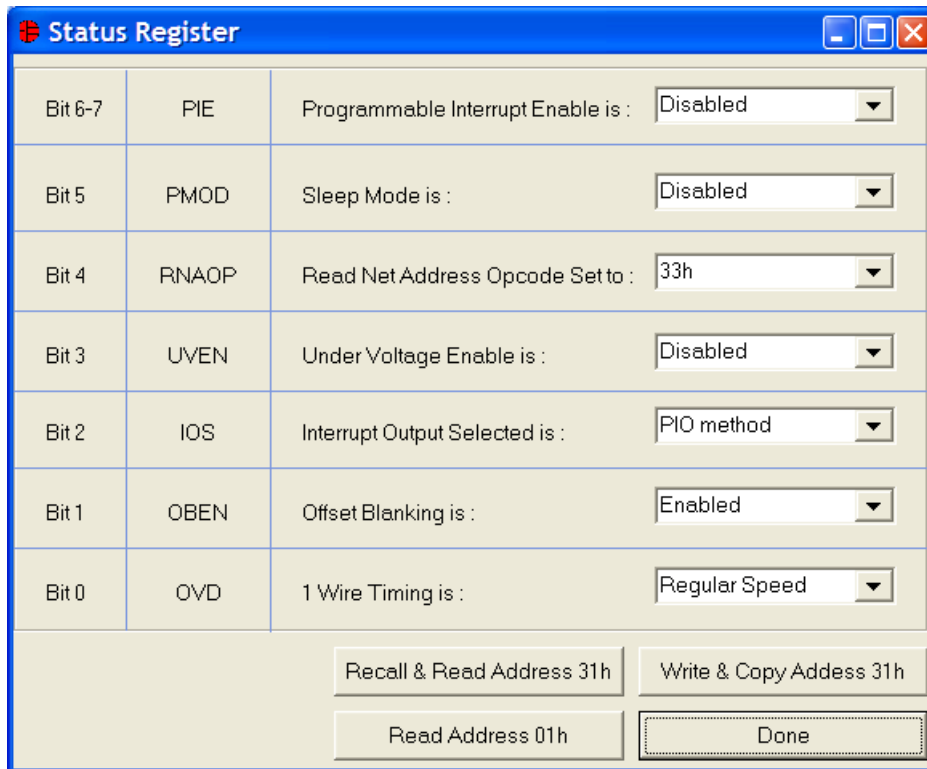 Status Register
Bit 6-7 PIE Programmable Interrupt Enable is : Disabled
Bit 5 PMOD Sleep Mode is : Disabled
Bit 4 RNAOP Read Net Address Opcode Set to : 33h
Bit 3 UVEN Under Voltage Enable is : Disabled
Bit 2 IOS Interrupt Output Selected is : PIO method
Bit 1 OBEN Offset Blanking is : Enabled
Bit 0 OVD 1 Wire Timing is : Regular Speed
Recall & Read Address 31h Write & Copy Addess 31h
Read Address 01h Done